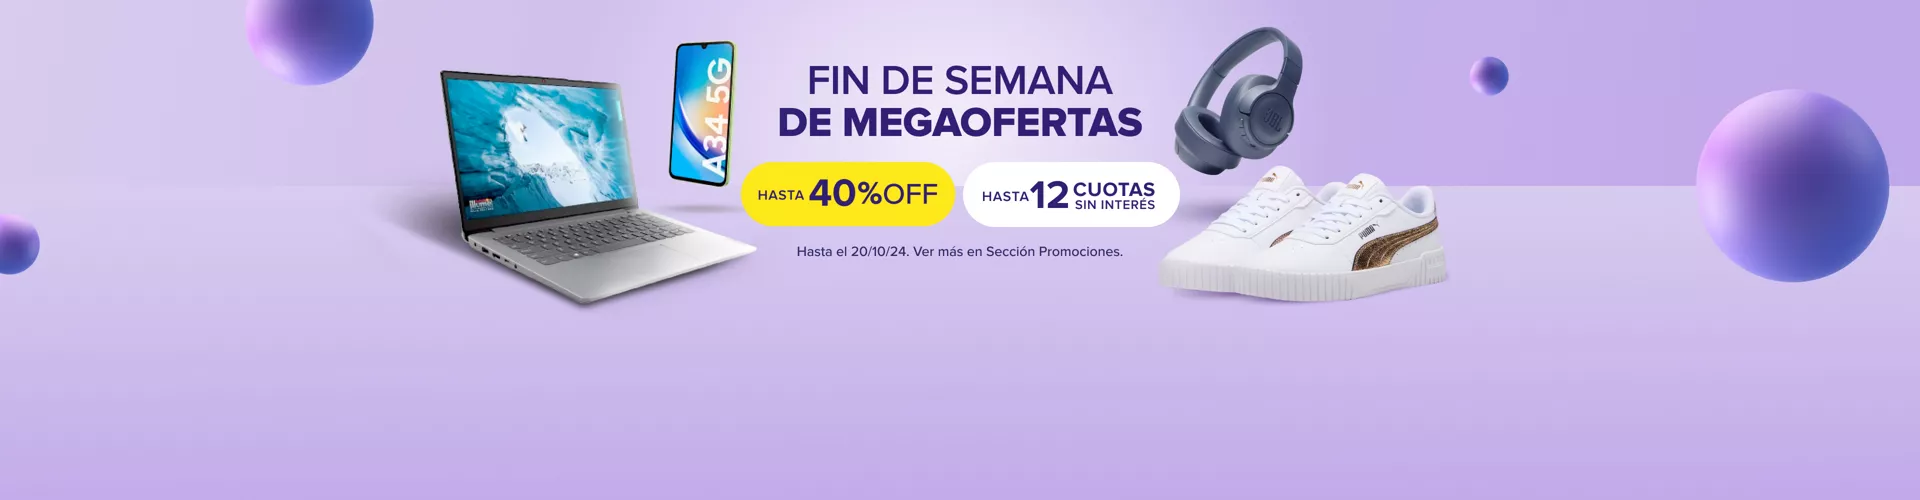 FIN DE SEMANA
DE MEGAOFERTAS
HASTA 40%OFF
HASTA 12 CUOTAS
SIN INTERÉS
Hasta el 20/10/24. Ver más en Sección Promociones.
A34 5G
JBL
PUMA